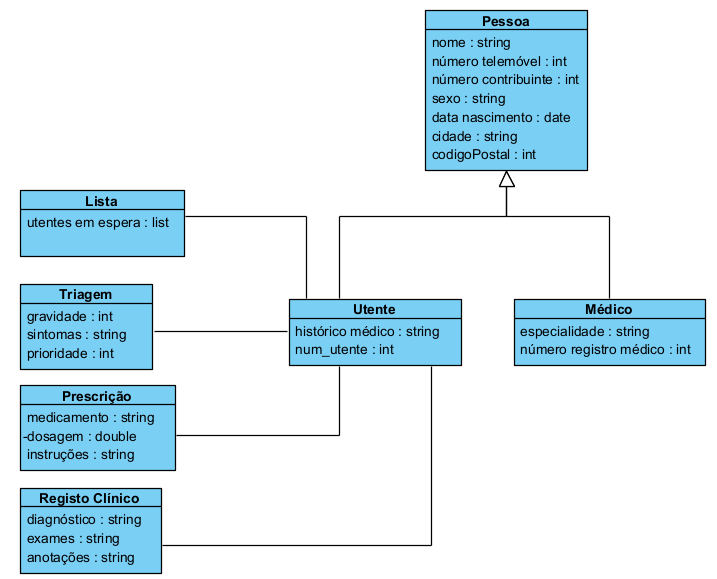 Pessoa
nome : string
número telemóvel : int
número contribuinte : int
sexo : string
data nascimento : date
cidade : string
codigoPostal : int
Lista
utentes em espera : list
Triagem
gravidade : int
sintomas : string
prioridade : int
Utente
histórico médico : string
num_utente : int
Médico
especialidade : string
número registro médico : int
Prescrição
medicamento : string
-dosagem : double
instruções : string
Registo Clínico
diagnóstico : string
exames : string
anotações : string